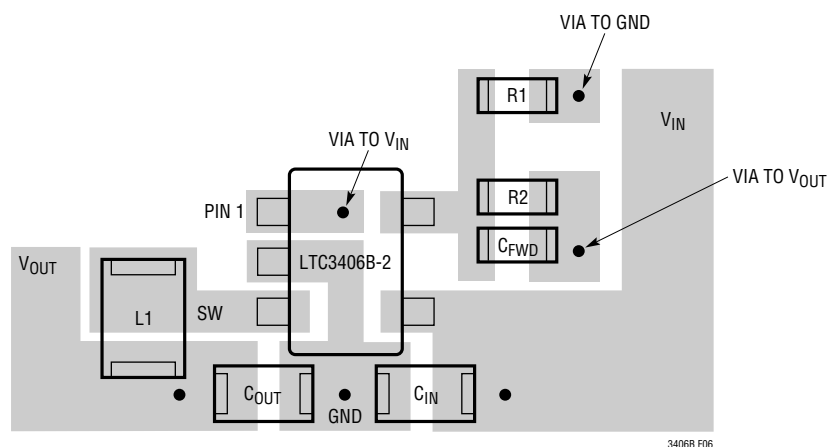 VIA TO GND
R1
VIN
VIA TO VIN
VIA TO VOUT
R2
PIN 1
CFWD
LTC3406B-2
VOUT
L1
SW
COUT
GND
CIN
3406B F06